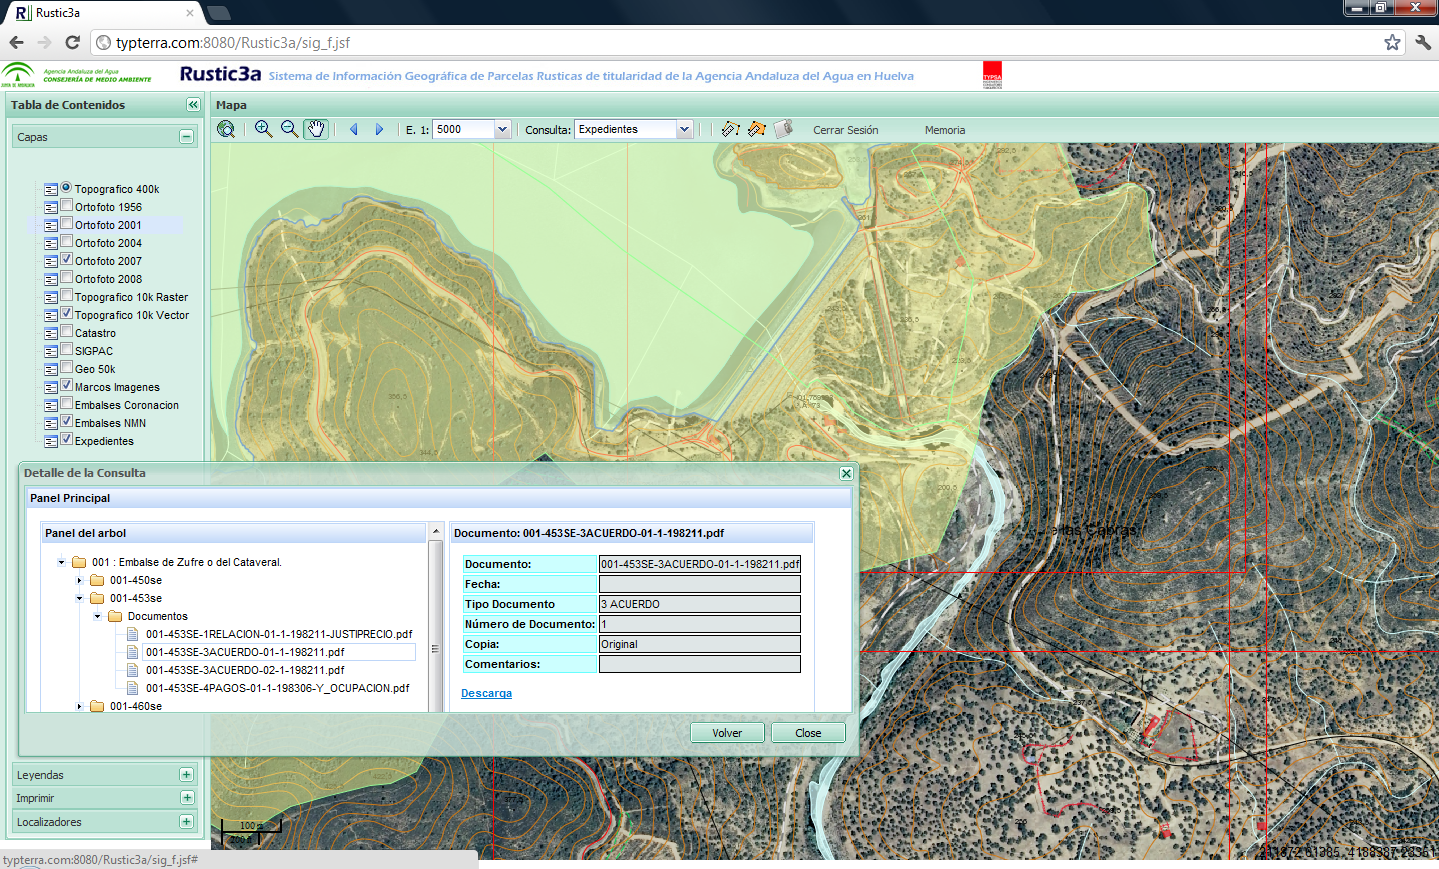 Rustic3a
typterra.com:8080/Rustic3a/sig_f.jsf
Agencia Andaluza del Agua
CONSEJERÍA DE MEDIO AMBIENTE
JUNTA DE ANDALUCIA
Rustic3a Sistema de Información Geográfica de Parcelas Rusticas de titularidad de la Agencia Andaluza del Agua en Huelva
TYPSA
Tabla de Contenidos
Mapa
Capas
E. 1: 5000 Consulta: Expedientes Cerrar Sesión Memoria
Topografico 400k
Ortofoto 1956
Ortofoto 2001
Ortofoto 2004
Ortofoto 2007
Ortofoto 2008
Topografico 10k Raster
Topografico 10k Vector
Catastro
SIGPAC
Geo 50k
Marcos Imagenes
Embalses Coronacion
Embalses NMN
Expedientes
Detalle de la Consulta
Panel Principal
Panel del arbol
001 : Embalse de Zufre o del Cataveral.
001-450se
001-453se
Documentos
001-453SE-1RELACION-01-1-198211-JUSTIPRECIO.pdf
001-453SE-3ACUERDO-01-1-198211.pdf
001-453SE-3ACUERDO-02-1-198211.pdf
001-453SE-4PAGOS-01-1-198306-Y_OCUPACION.pdf
001-460se
Documento: 001-453SE-3ACUERDO-01-1-198211.pdf
Documento: 001-453SE-3ACUERDO-01-1-198211.pdf
Fecha:
Tipo Documento 3 ACUERDO
Número de Documento: 1
Copia: Original
Comentarios:
Descarga
Volver Close
Leyendas
Imprimir
Localizadores
100 m
Cabras
typterra.com:8080/Rustic3a/sig_f.jsf#